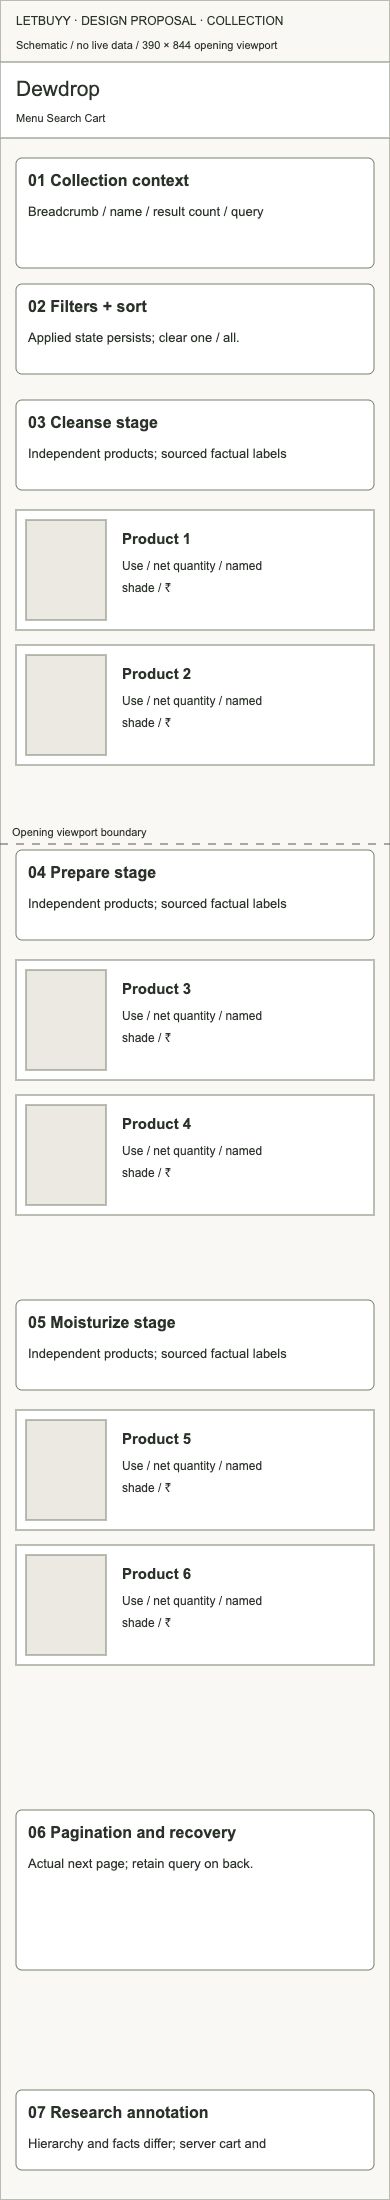 LETBUYY · DESIGN PROPOSAL · COLLECTION
Schematic / no live data / 390 × 844 opening viewport
Dewdrop
Menu Search Cart
01 Collection context
Breadcrumb / name / result count / query
02 Filters + sort
Applied state persists; clear one / all.
03 Cleanse stage
Independent products; sourced factual labels
Product 1
Use / net quantity / named
shade / ₹
Product 2
Use / net quantity / named
shade / ₹
Opening viewport boundary
04 Prepare stage
Independent products; sourced factual labels
Product 3
Use / net quantity / named
shade / ₹
Product 4
Use / net quantity / named
shade / ₹
05 Moisturize stage
Independent products; sourced factual labels
Product 5
Use / net quantity / named
shade / ₹
Product 6
Use / net quantity / named
shade / ₹
06 Pagination and recovery
Actual next page; retain query on back.
07 Research annotation
Hierarchy and facts differ; server cart and